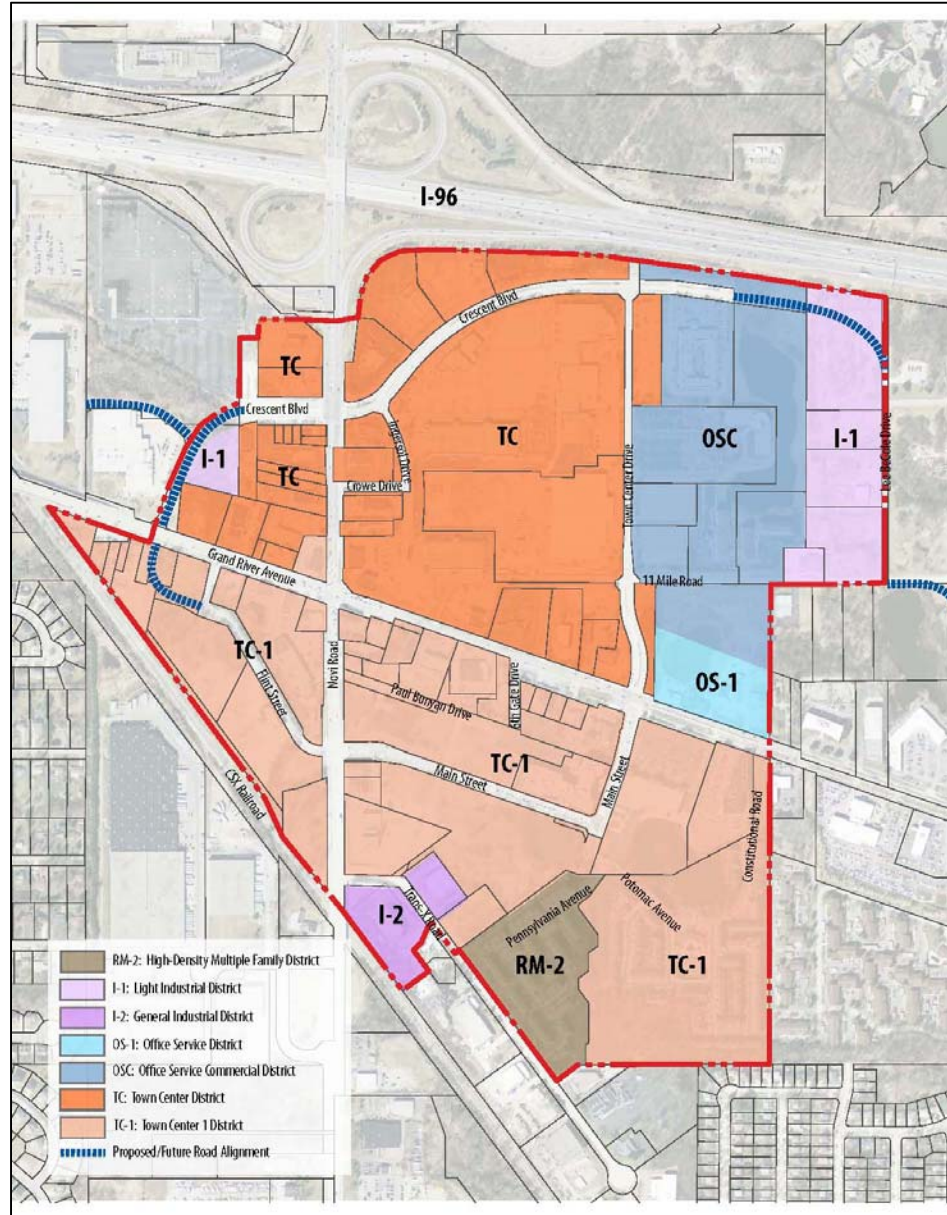 I-96
Crescent Blvd
TC
Crescent Blvd
Ingersol Drive
TC
OSC
I-1
I-1
TC
Crowe Drive
Town Center Drive
Lee BeGole Drive
Grand River Avenue
11 Mile Road
TC-1
Novi Road
Flint Street
Paul Bunyan Drive
6th Gate Drive
OS-1
TC-1
Main Street
Main Street
CSX Railroad
Constitutional Road
I-2
Trans-X Road
Pennsylvania Avenue
Potomac Avenue
RM-2
TC-1
RM-2: High-Density Multiple Family District
I-1: Light Industrial District
I-2: General Industrial District
OS-1: Office Service District
OSC: Office Service Commercial District
TC: Town Center District
TC-1: Town Center 1 District
Proposed/Future Road Alignment